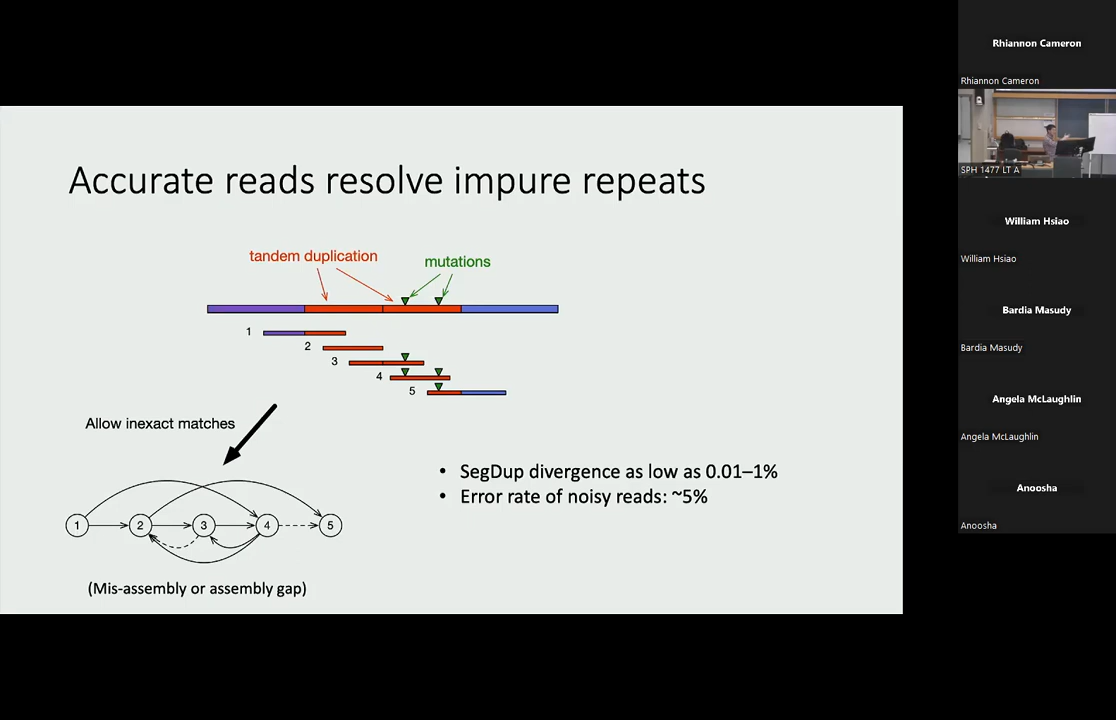 Accurate reads resolve impure repeats
tandem duplication
mutations
1
2
3
4
5
Allow inexact matches
1 2 3 4 5
(Mis-assembly or assembly gap)
• SegDup divergence as low as 0.01–1%
• Error rate of noisy reads: ~5%
Rhiannon Cameron
Rhiannon Cameron
SPH 1477 LT A
William Hsiao
William Hsiao
Bardia Masudy
Bardia Masudy
Angela McLaughlin
Angela McLaughlin
Anoosha
Anoosha